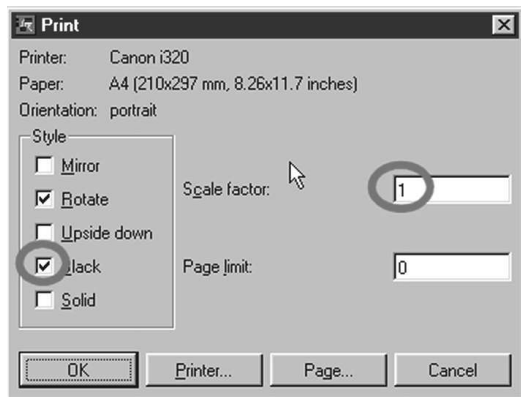 Print
Printer: Canon i320
Paper: A4 (210x297 mm, 8.26x11.7 inches)
Orientation: portrait
Style
Mirror
Rotate
Scale factor: 1
Upside down
lack
Page limit: 0
Solid
OK Printer... Page... Cancel